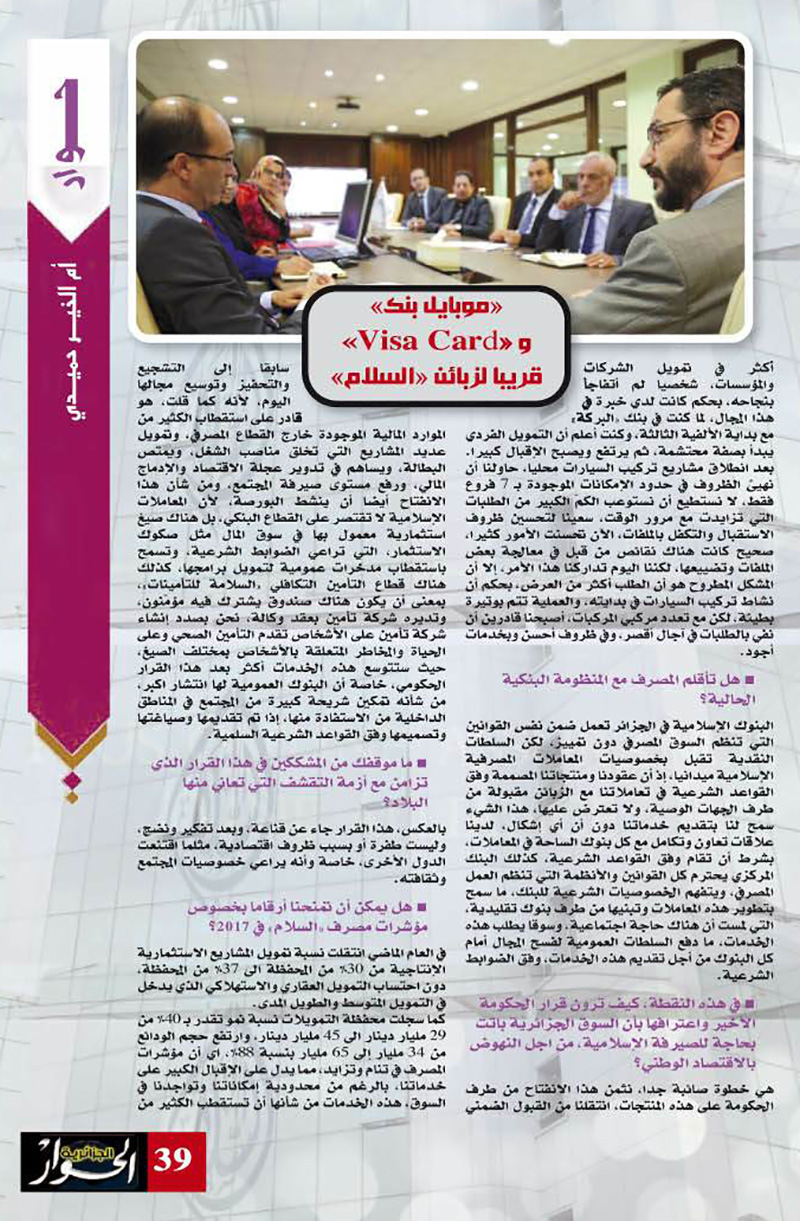 حوار
أم الخير حميدي
«موبايل بنك»
و «Visa Card»
قريبا لزبائن «السلام»
أكثر في تمويل الشركات
والمؤسسات، شخصيا لم أتفاجأ
بنجاحه، بحكم كانت لدي خبرة في
هذا المجال، لما كنت في بنك «البركة»
مع بداية الألفية الثالثة، وكنت أعلم أن التمويل الفردي
يبدأ بصفة محتشمة، ثم يرتفع ويصبح الإقبال كبيرا.
بعد انطلاق مشاريع تركيب السيارات محليا، حاولنا أن
نهيئ الظروف في حدود الإمكانات الموجودة بـ 7 فروع
فقط، لا نستطيع أن نستوعب الكم الكبير من الطلبات
التي تزايدت مع مرور الوقت، سعينا لتحسين ظروف
الاستقبال والتكفل بالملفات، الآن تحسنت الأمور كثيرا،
صحيح كانت هناك نقائص من قبل في معالجة بعض
الملفات وتضييعها، لكننا اليوم تداركنا هذا الأمر، إلا أن
المشكل المطروح هو أن الطلب أكثر من العرض، بحكم أن
نشاط تركيب السيارات في بدايته، والعملية تتم بوتيرة
بطيئة، لكن مع تعدد مركبي المركبات، أصبحنا قادرين أن
نفي بالطلبات في آجال أقصر، وفي ظروف أحسن وبخدمات
أجود.
■ هل تأقلم المصرف مع المنظومة البنكية
الحالية؟
البنوك الإسلامية في الجزائر تعمل ضمن نفس القوانين
التي تنظم السوق المصرفي دون تمييز، لكن السلطات
النقدية تقبل بخصوصيات المعاملات المصرفية
الإسلامية ميدانيا، إذ أن عقودنا ومنتجاتنا المصممة وفق
القواعد الشرعية في تعاملاتنا مع الزبائن مقبولة من
طرف الجهات الوصية، ولا تعترض عليها، هذا الشيء
سمح لنا بتقديم خدماتنا دون أن أي إشكال، لدينا
علاقات تعاون وتكامل مع كل بنوك الساحة في المعاملات،
بشرط أن تقام وفق القواعد الشرعية، كذلك البنك
المركزي يحترم كل القوانين والأنظمة التي تنظم العمل
المصرفي، ويتفهم الخصوصيات الشرعية للبنك، ما سمح
بتطوير هذه المعاملات وتبنيها من طرف بنوك تقليدية،
التي لمست أن هناك حاجة اجتماعية، وسوقا يطلب هذه
الخدمات، ما دفع السلطات العمومية لفسح المجال أمام
كل البنوك من أجل تقديم هذه الخدمات، وفق الضوابط
الشرعية.
■ في هذه النقطة، كيف ترون قرار الحكومة
الأخير واعترافها بأن السوق الجزائرية باتت
بحاجة للصيرفة الإسلامية، من اجل النهوض
بالاقتصاد الوطني؟
هي خطوة صائبة جدا، نثمن هذا الانفتاح من طرف
الحكومة على هذه المنتجات، انتقلنا من القبول الضمني
سابقا إلى التشجيع
والتحفيز وتوسيع مجالها
اليوم، لأنه كما قلت، هو
قادر على استقطاب الكثير من
الموارد المالية الموجودة خارج القطاع المصرفي، وتمويل
عديد المشاريع التي تخلق مناصب الشغل، ويمتص
البطالة، ويساهم في تدوير عجلة الاقتصاد والإدماج
المالي، ورفع مستوى صيرفة المجتمع، ومن شأن هذا
الانفتاح أيضا أن ينشط البورصة، لأن المعاملات
الإسلامية لا تقتصر على القطاع البنكي، بل هناك صيغ
استثمارية معمول بها في سوق المال مثل صكوك
الاستثمار، التي تراعي الضوابط الشرعية، وتسمح
باستقطاب مدخرات عمومية لتمويل برامجها، كذلك
هناك قطاع التأمين التكافلي «السلامة للتأمينات»،
بمعنى أن يكون هناك صندوق يشترك فيه مؤمنون،
وتديره شركة تأمين بعقد وكالة، نحن بصدد إنشاء
شركة تأمين على الأشخاص تقدم التأمين الصحي وعلى
الحياة والمخاطر المتعلقة بالأشخاص بمختلف الصيغ،
حيث ستتوسع هذه الخدمات أكثر بعد هذا القرار
الحكومي، خاصة أن البنوك العمومية لها انتشار اكبر،
من شأنه تمكين شريحة كبيرة من المجتمع في المناطق
الداخلية من الاستفادة منها، إذا تم تقديمها وصياغتها
وتصميمها وفق القواعد الشرعية السلمية.
■ ما موقفك من المشككين في هذا القرار الذي
تزامن مع أزمة التقشف التي تعاني منها
البلاد؟
بالعكس، هذا القرار جاء عن قناعة، وبعد تفكير ونضج،
وليست طفرة أو بسبب ظروف اقتصادية، مثلما اقتنعت
الدول الأخرى، خاصة وأنه يراعي خصوصيات المجتمع
وثقافته.
■ هل يمكن أن تمنحنا أرقاما بخصوص
مؤشرات مصرف «السلام» في 2017؟
في العام الماضي انتقلت نسبة تمويل المشاريع الاستثمارية
الإنتاجية من 30% من المحفظة الى 37% من المحفظة،
دون احتساب التمويل العقاري والاستهلاكي الذي يدخل
في التمويل المتوسط والطويل المدى.
كما سجلت محفظة التمويلات نسبة نمو تقدر بـ 40% من
29 مليار دينار الى 45 مليار دينار، وارتفع حجم الودائع
من 34 مليار إلى 65 مليار بنسبة 88%، اي أن مؤشرات
المصرف في تنام وتزايد، مما يدل على الإقبال الكبير على
خدماتنا، بالرغم من محدودية إمكاناتنا وتواجدنا في
السوق، هذه الخدمات من شأنها أن تستقطب الكثير من
الحوار
الجزائرية
39